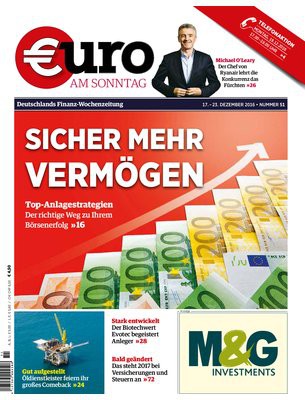 €uro
AM SONNTAG
Michael O'Leary
Der Chef von
Ryanair lehrt die
Konkurrenz das
Fürchten »26
TELEFONAKTION
Deutschlands Finanz-Wochenzeitung
17. – 23. DEZEMBER 2016 • NUMMER 51
SICHER MEHR
VERMÖGEN
Top-Anlagestrategien
Der richtige Weg zu Ihrem
Börsenerfolg »16
Gut aufgestellt
Öldienstleister feiern ihr
großes Comeback »24
Stark entwickelt
Der Biotechwert
Evotec begeistert
Anleger »28
Bald geändert
Das steht 2017 bei
Versicherungen und
Steuern an »72
M&G
INVESTMENTS